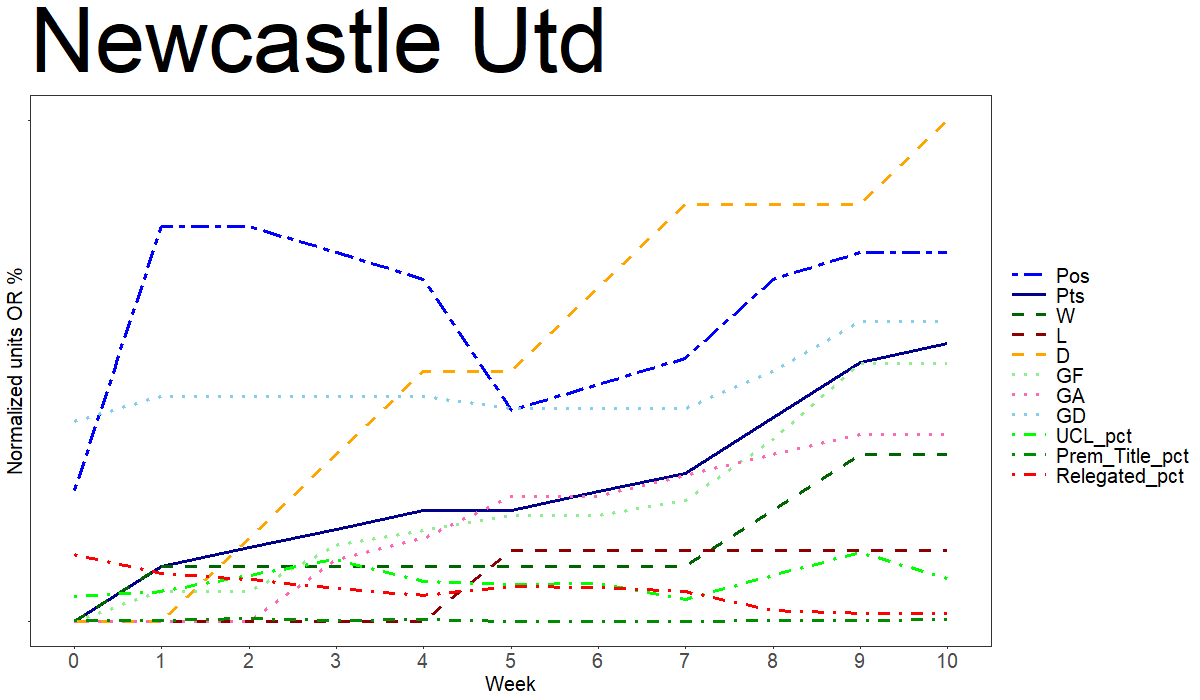 Newcastle Utd
Normalized units OR %
Pos
Pts
W
L
D
GF
GA
GD
UCL_pct
Prem_Title_pct
Relegated_pct
0 1 2 3 4 5 6 7 8 9 10
Week